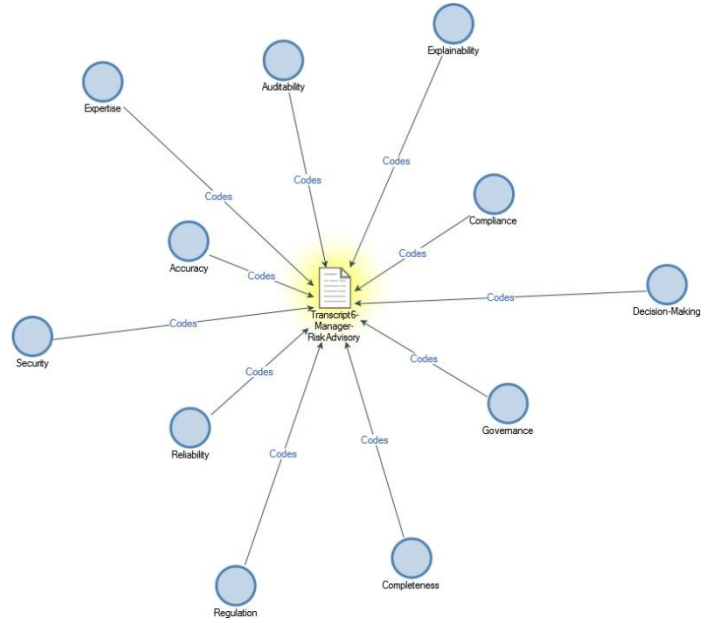 Explainability
Auditability
Expertise
Codes
Codes
Codes
Compliance
Accuracy
Codes
Codes
Codes
Decision-Making
Transcript6-
Manager-
RiskAdvisory
Codes
Security
Codes
Codes
Governance
Reliability
Codes
Codes
Completeness
Regulation